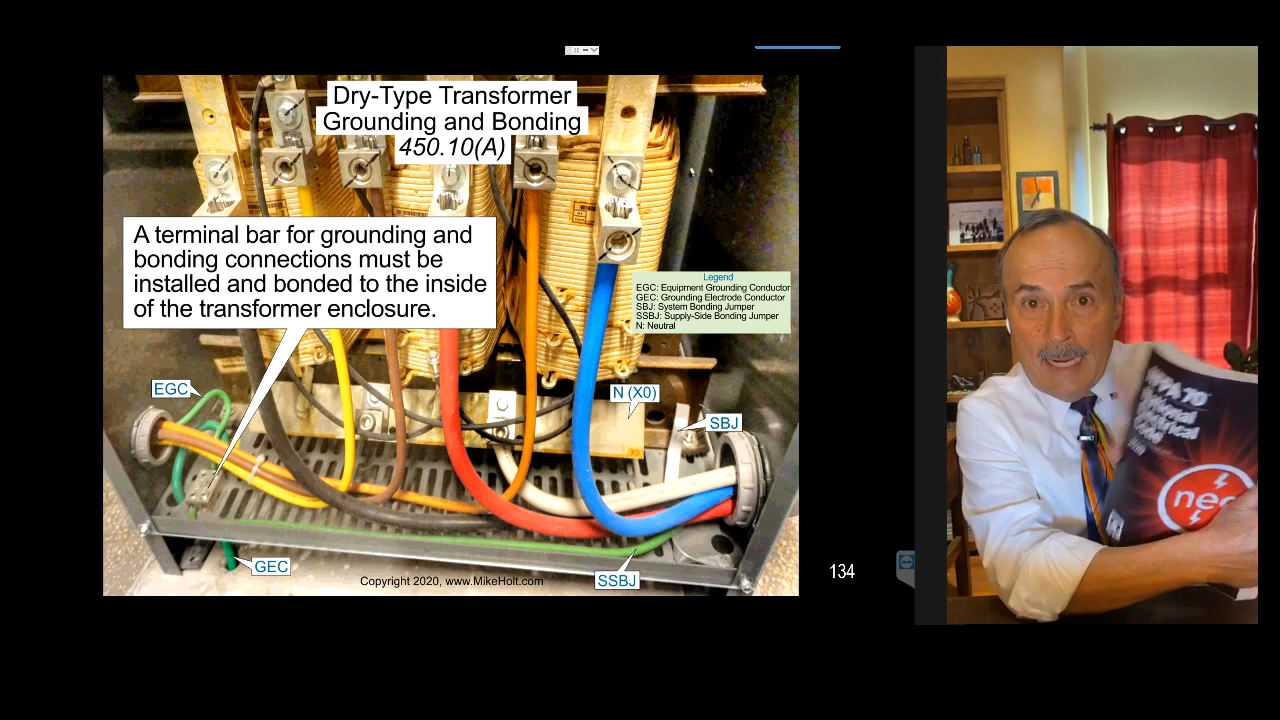 Dry-Type Transformer
Grounding and Bonding
450.10(A)
A terminal bar for grounding and
bonding connections must be
installed and bonded to the inside
of the transformer enclosure.
Legend
EGC: Equipment Grounding Conductor
GEC: Grounding Electrode Conductor
SBJ: System Bonding Jumper
SSBJ: Supply-Side Bonding Jumper
N: Neutral
EGC
N (X0)
SBJ
X0
GEC
SSBJ
Copyright 2020, www.MikeHolt.com
134
NFPA 70
nec